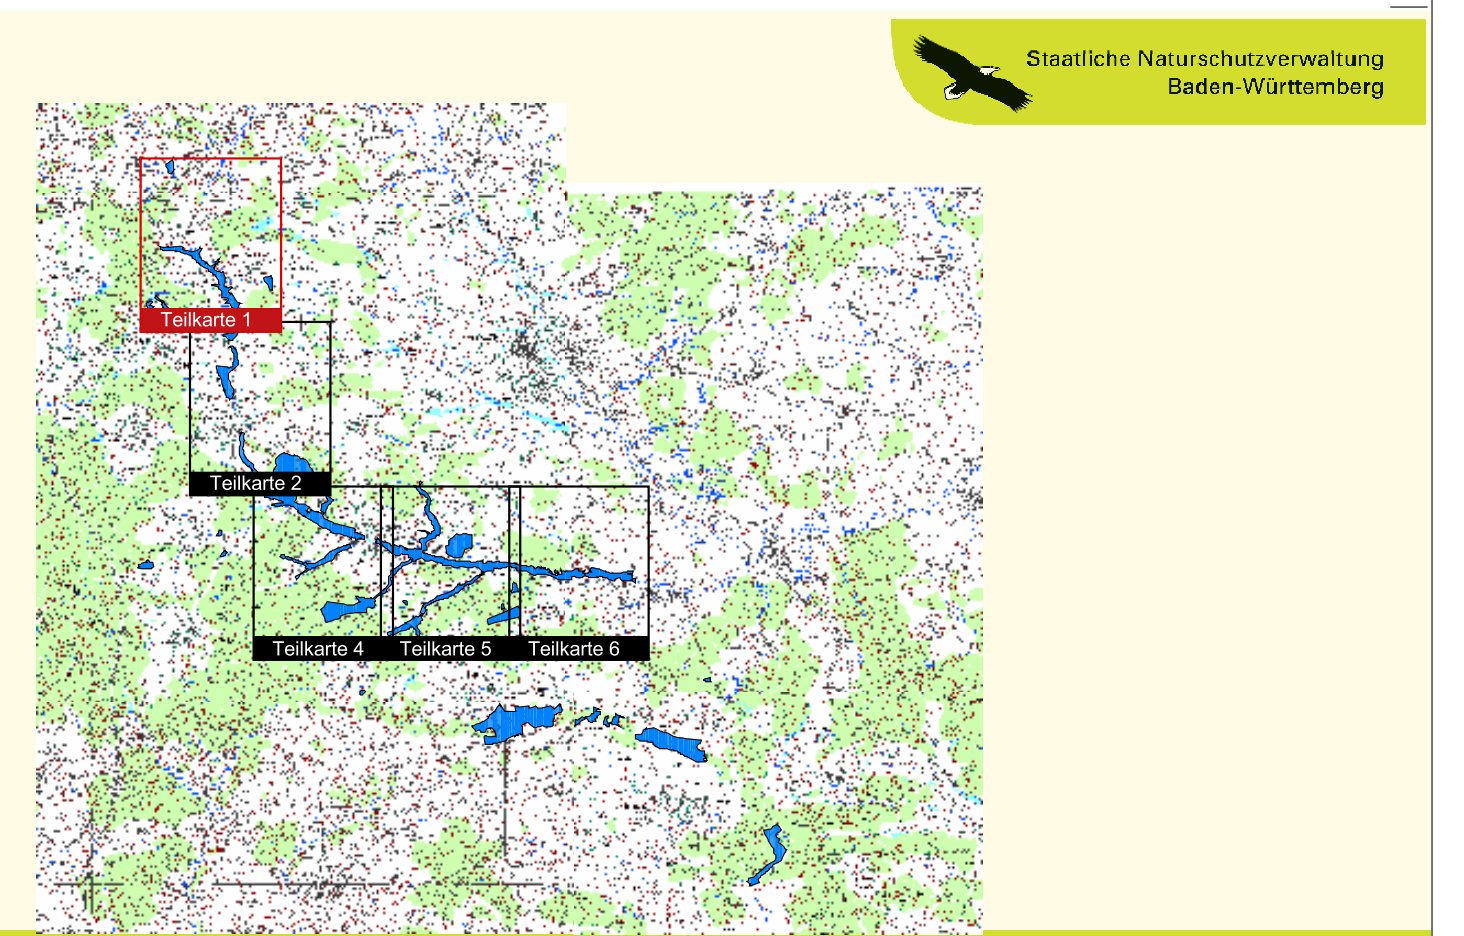 Staatliche Naturschutzverwaltung
Baden-Württemberg
Teilkarte 1
Teilkarte 2
Teilkarte 4
Teilkarte 5
Teilkarte 6